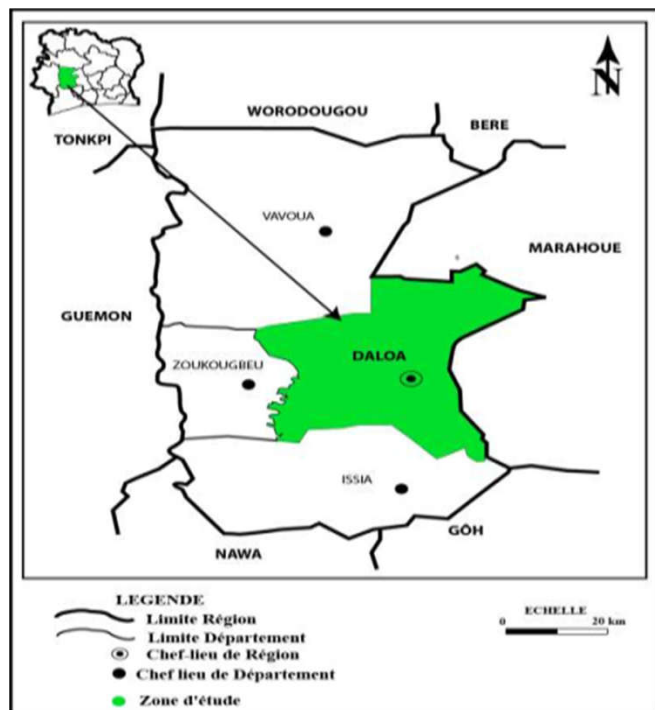 N
WORODOUGOU
BERE
TONKPI
VAVOUA
MARAHOUE
GUEMON
DALOA
ZOUKOUGBEU
ISSIA
GÔH
NAWA
LEGENDE
Limite Région
Limite Département
Chef-lieu de Région
Chef lieu de Département
Zone d'étude
ECHELLE
0 20 km